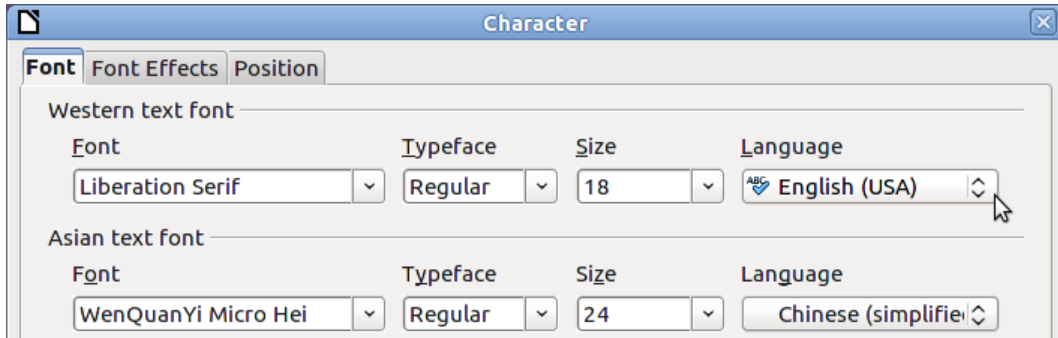 Character
Font Font Effects Position
Western text font
Font Typeface Size Language
Liberation Serif Regular 18 ABC English (USA)
Asian text font
Font Typeface Size Language
WenQuanYi Micro Hei Regular 24 Chinese (simplifie